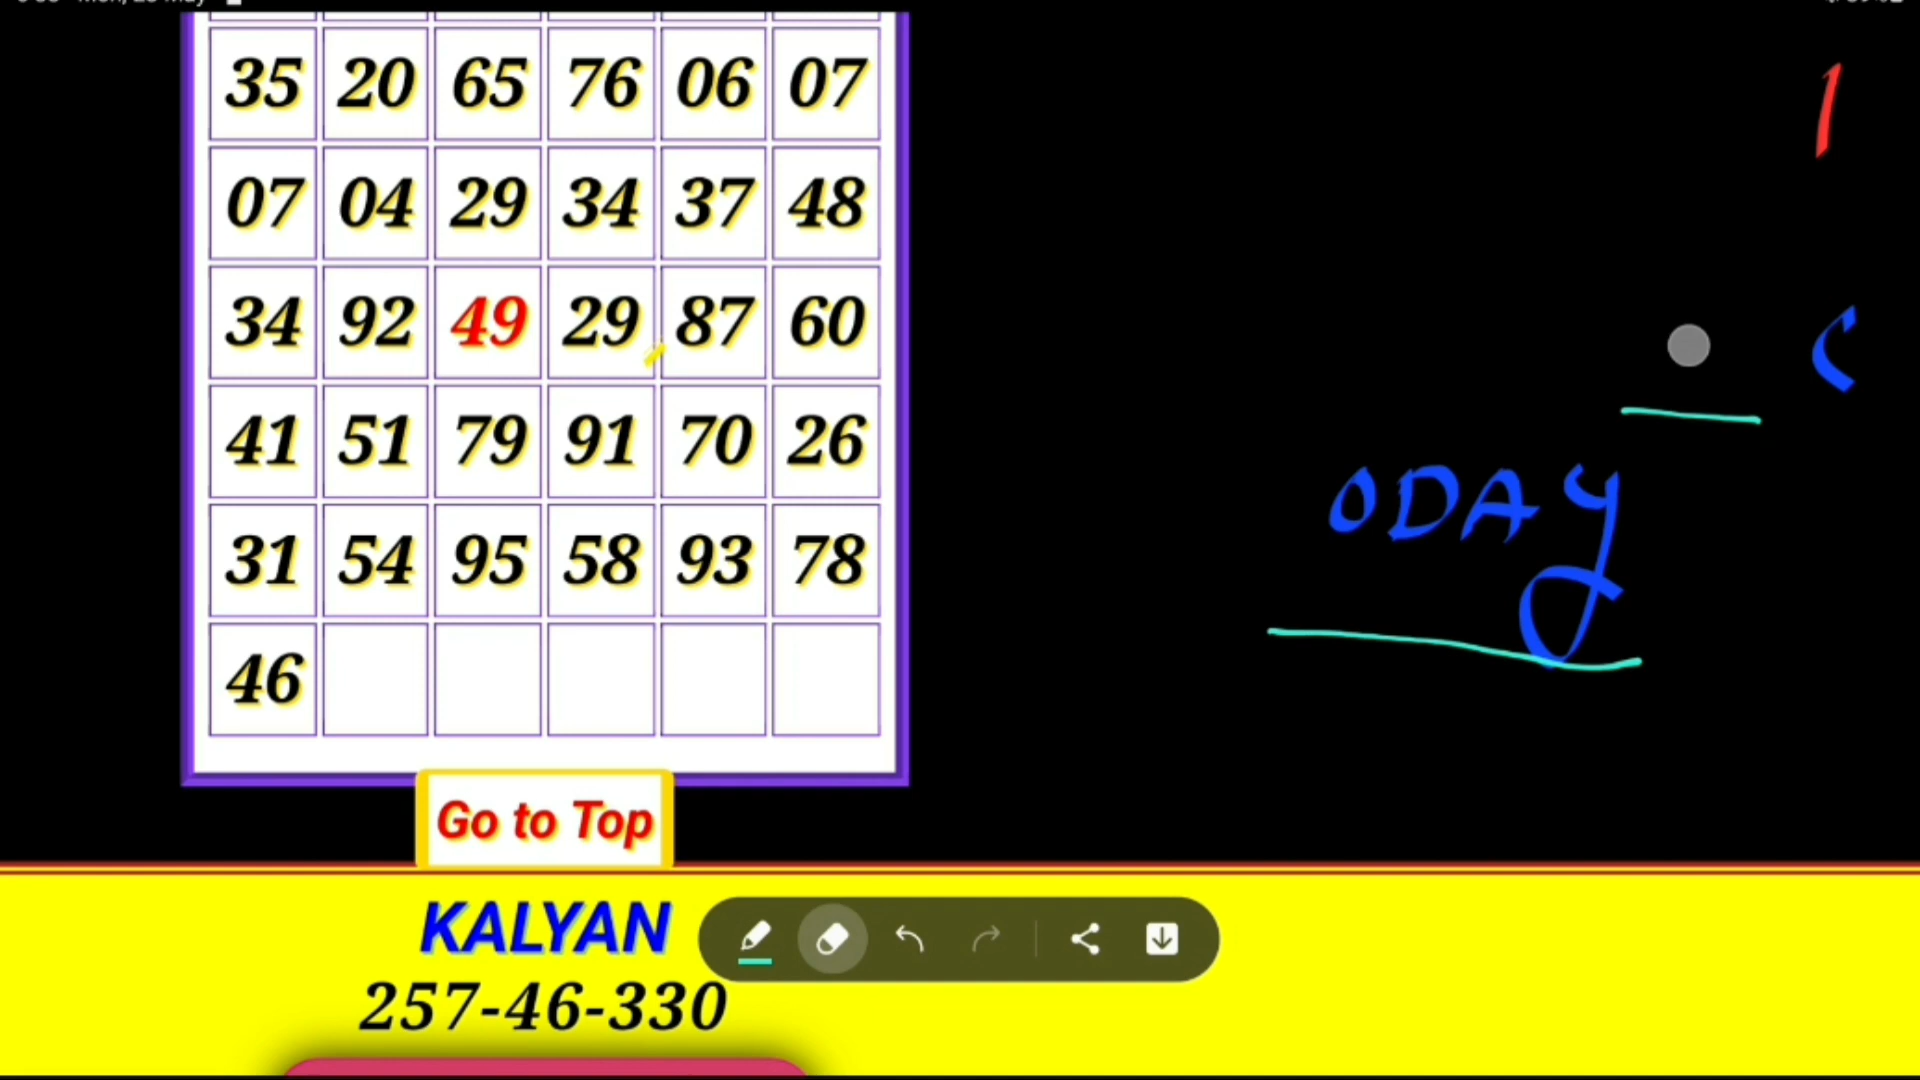 35 20 65 76 06 07
07 04 29 34 37 48
34 92 49 29 87 60
41 51 79 91 70 26
31 54 95 58 93 78
46
ODAY
Go to Top
KALYAN
257-46-330